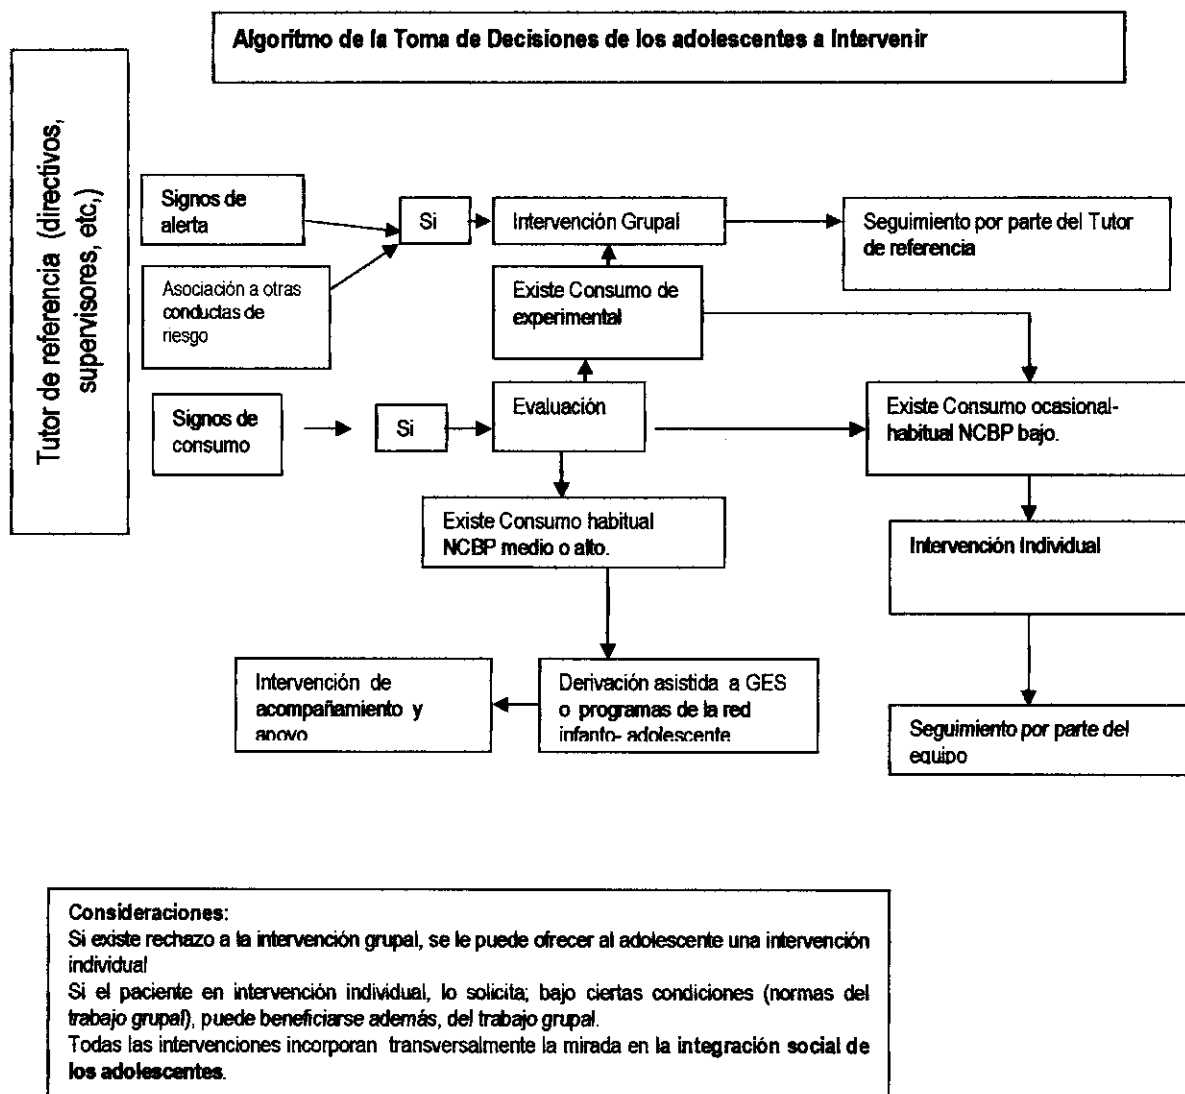 Algoritmo de la Toma de Decisiones de los adolescentes a Intervenir
Tutor de referencia (directivos,
supervisores, etc,)
Signos de
alerta
Si
Intervención Grupal
Seguimiento por parte del Tutor
de referencia
Asociación a otras
conductas de
riesgo
Existe Consumo de
experimental
Signos de
consumo
Si
Evaluación
Existe Consumo ocasional-
habitual NCBP bajo.
Existe Consumo habitual
NCBP medio o alto.
Intervención Individual
Intervención de
acompañamiento y
apoyo
Derivación asistida a GES
o programas de la red
infanto- adolescente
Seguimiento por parte del
equipo
Consideraciones:
Si existe rechazo a la intervención grupal, se le puede ofrecer al adolescente una intervención
individual
Si el paciente en intervención individual, lo solicita; bajo ciertas condiciones (normas del
trabajo grupal), puede beneficiarse además, del trabajo grupal.
Todas las intervenciones incorporan transversalmente la mirada en la integración social de
los adolescentes.